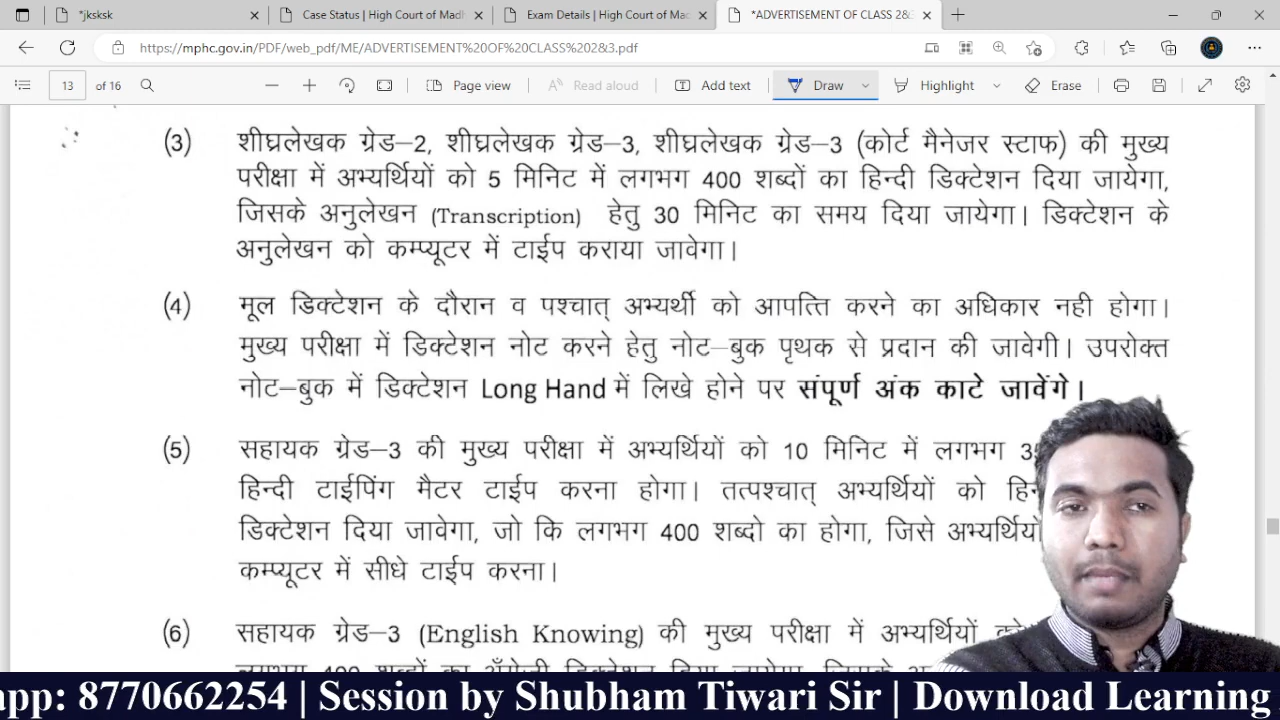 *jksksk
Case Status | High Court of Madh
Exam Details | High Court of Mad
*ADVERTISEMENT OF CLASS 2&
https://mphc.gov.in/PDF/web_pdf/ME/ADVERTISEMENT%20OF%20CLASS%202&3.pdf
13 of 16 Page view Read aloud Add text Draw Highlight Erase
(3) शीघ्रलेखक ग्रेड–2, शीघ्रलेखक ग्रेड–3, शीघ्रलेखक ग्रेड–3 (कोर्ट मैनेजर स्टाफ) की मुख्य
परीक्षा में अभ्यर्थियों को 5 मिनिट में लगभग 400 शब्दों का हिन्दी डिक्टेशन दिया जायेगा,
जिसके अनुलेखन (Transcription) हेतु 30 मिनिट का समय दिया जायेगा। डिक्टेशन के
अनुलेखन को कम्प्यूटर में टाईप कराया जावेगा।
(4) मूल डिक्टेशन के दौरान व पश्चात् अभ्यर्थी को आपत्ति करने का अधिकार नही होगा।
मुख्य परीक्षा में डिक्टेशन नोट करने हेतु नोट–बुक पृथक से प्रदान की जावेगी। उपरोक्त
नोट–बुक में डिक्टेशन Long Hand में लिखे होने पर संपूर्ण अंक काटे जावेंगे।
(5) सहायक ग्रेड–3 की मुख्य परीक्षा में अभ्यर्थियों को 10 मिनिट में लगभग
हिन्दी टाईपिंग मैटर टाईप करना होगा। तत्पश्चात् अभ्यर्थियों को
डिक्टेशन दिया जावेगा, जो कि लगभग 400 शब्दो का होगा, जिसे
कम्प्यूटर में सीधे टाईप करना।
(6) सहायक ग्रेड–3 (English Knowing) की मुख्य परीक्षा में अभ्यर्थियों को
लगभग 400 शब्दों का अँग्रेजी डिक्टेशन दिया जायेगा, जिसके
app: 8770662254 | Session by Shubham Tiwari Sir | Download Learning